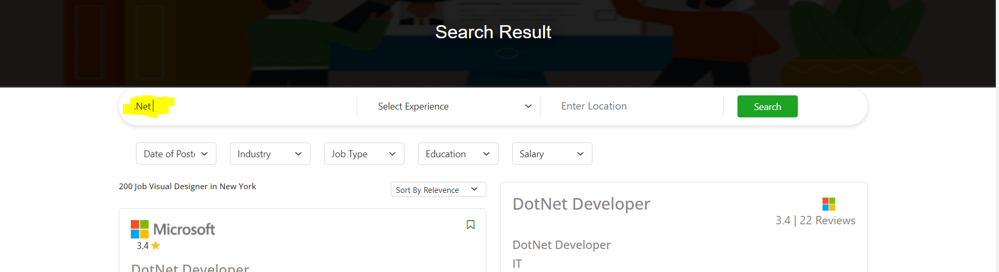 Search Result
.Net
Select Experience
Enter Location
Search
Date of Poste
Industry
Job Type
Education
Salary
200 Job Visual Designer in New York
Sort By Relevence
Microsoft
3.4
DotNet Developer
DotNet Developer
3.4 | 22 Reviews
DotNet Developer
IT